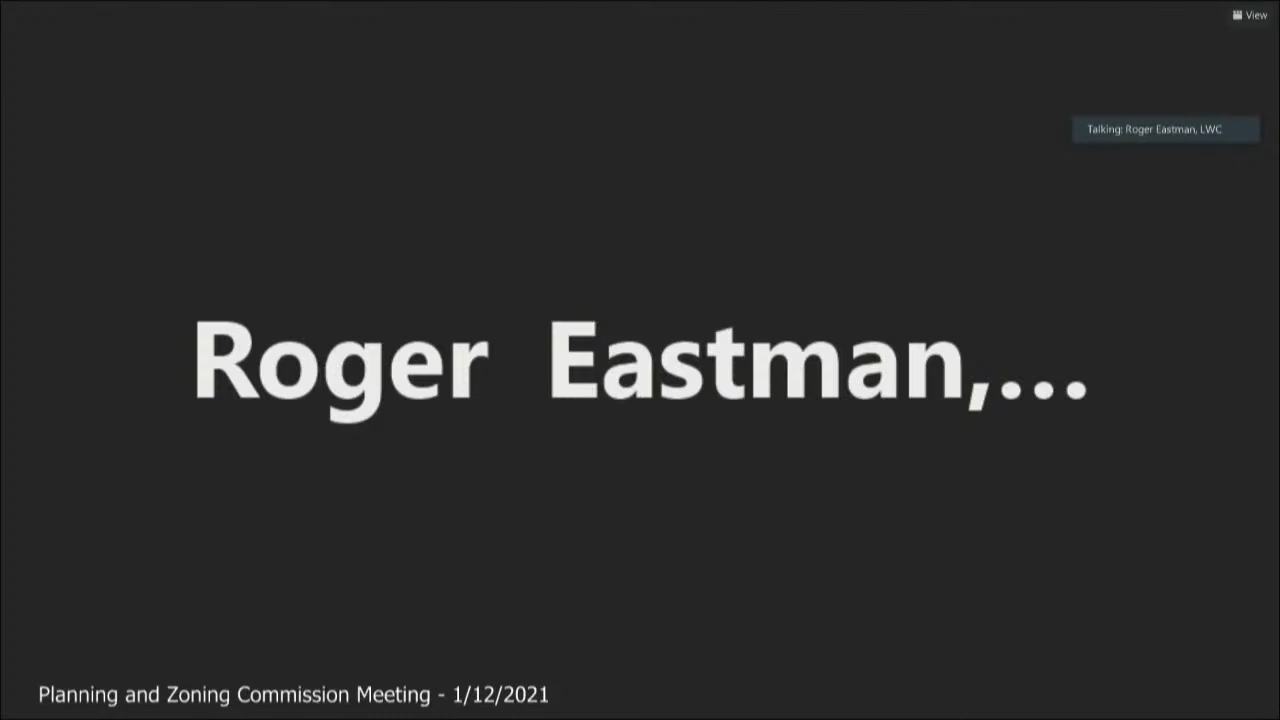 View
Talking: Roger Eastman, LWC
Roger Eastman,...
Planning and Zoning Commission Meeting - 1/12/2021